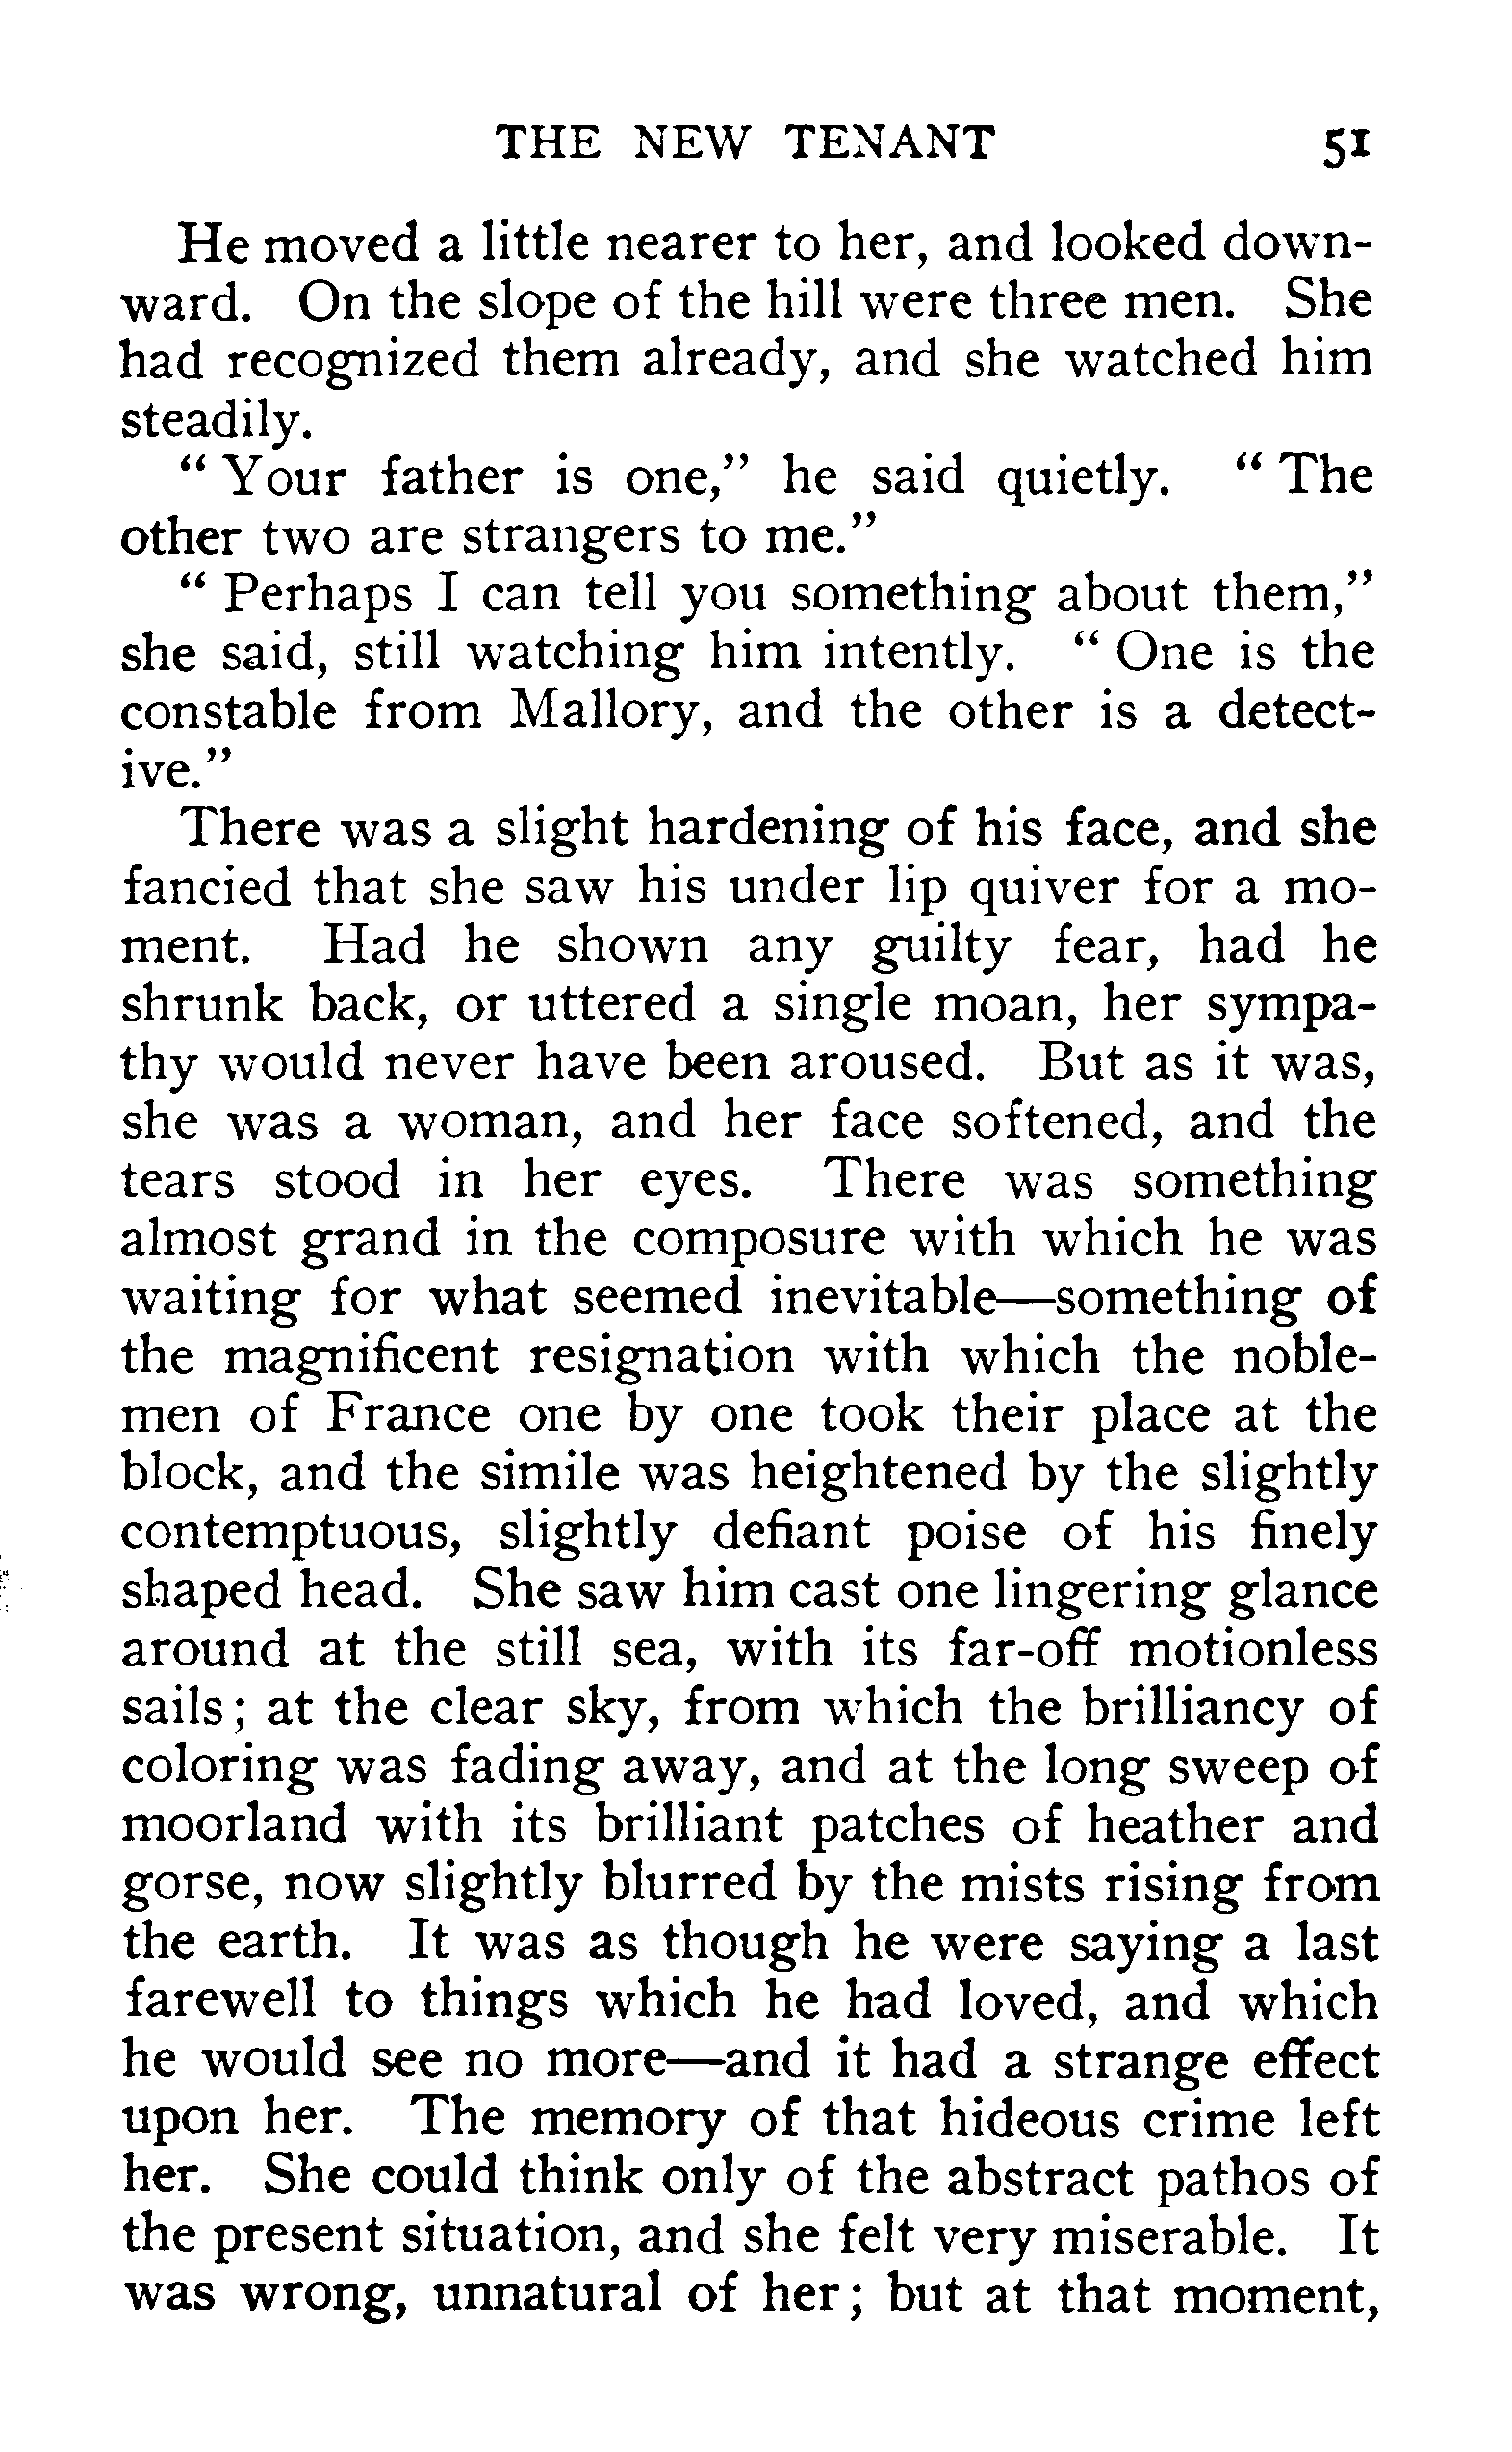 THE NEW TENANT 51
He moved a little nearer to her, and looked down-
ward. On the slope of the hill were three men. She
had recognized them already, and she watched him
steadily.
“ Your father is one,” he said quietly. “ The
other two are strangers to me.”
“ Perhaps I can tell you something about them,”
she said, still watching him intently. “ One is the
constable from Mallory, and the other is a detect-
ive.”
There was a slight hardening of his face, and she
fancied that she saw his under lip quiver for a mo-
ment. Had he shown any guilty fear, had he
shrunk back, or uttered a single moan, her sympa-
thy would never have been aroused. But as it was,
she was a woman, and her face softened, and the
tears stood in her eyes. There was something
almost grand in the composure with which he was
waiting for what seemed inevitable—something of
the magnificent resignation with which the noble-
men of France one by one took their place at the
block, and the simile was heightened by the slightly
contemptuous, slightly defiant poise of his finely
shaped head. She saw him cast one lingering glance
around at the still sea, with its far-off motionless
sails; at the clear sky, from which the brilliancy of
coloring was fading away, and at the long sweep of
moorland with its brilliant patches of heather and
gorse, now slightly blurred by the mists rising from
the earth. It was as though he were saying a last
farewell to things which he had loved, and which
he would see no more—and it had a strange effect
upon her. The memory of that hideous crime left
her. She could think only of the abstract pathos of
the present situation, and she felt very miserable. It
was wrong, unnatural of her; but at that moment,